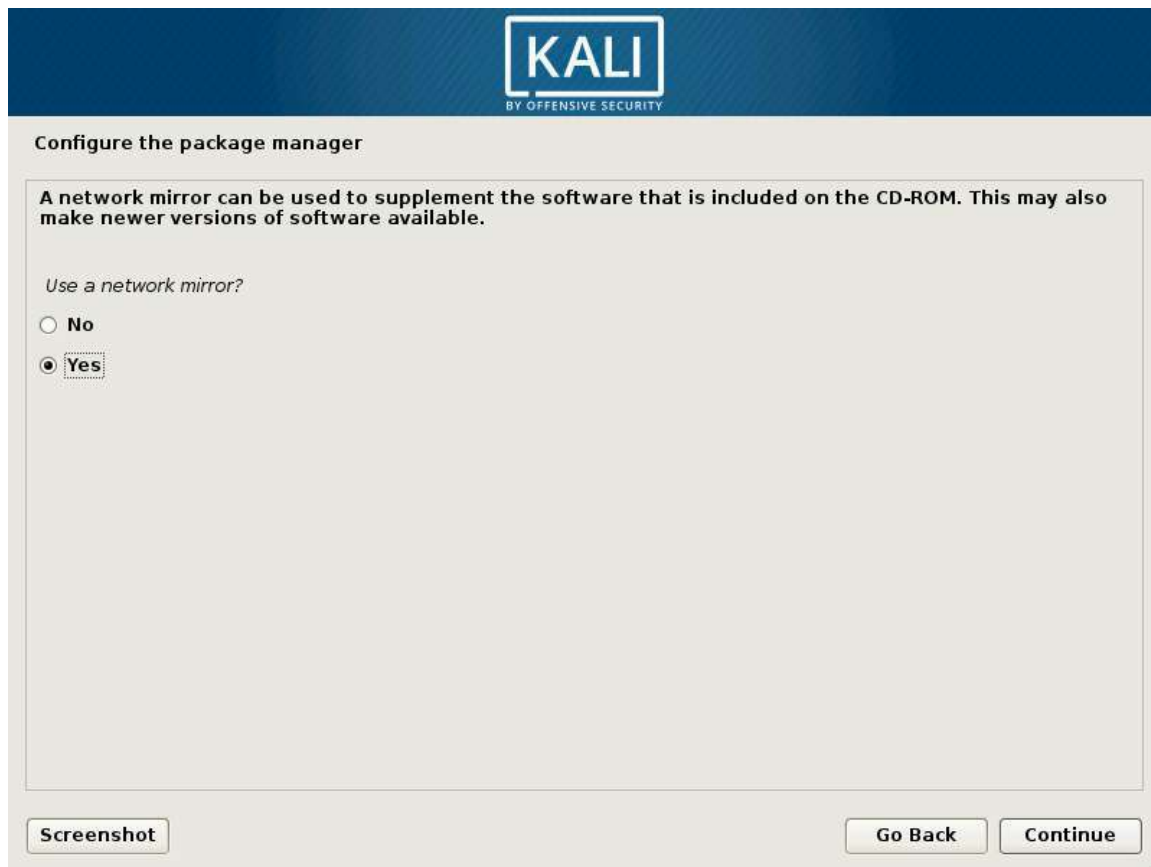 KALI
BY OFFENSIVE SECURITY
Configure the package manager
A network mirror can be used to supplement the software that is included on the CD-ROM. This may also
make newer versions of software available.
Use a network mirror?
No
Yes
Screenshot
Go Back
Continue